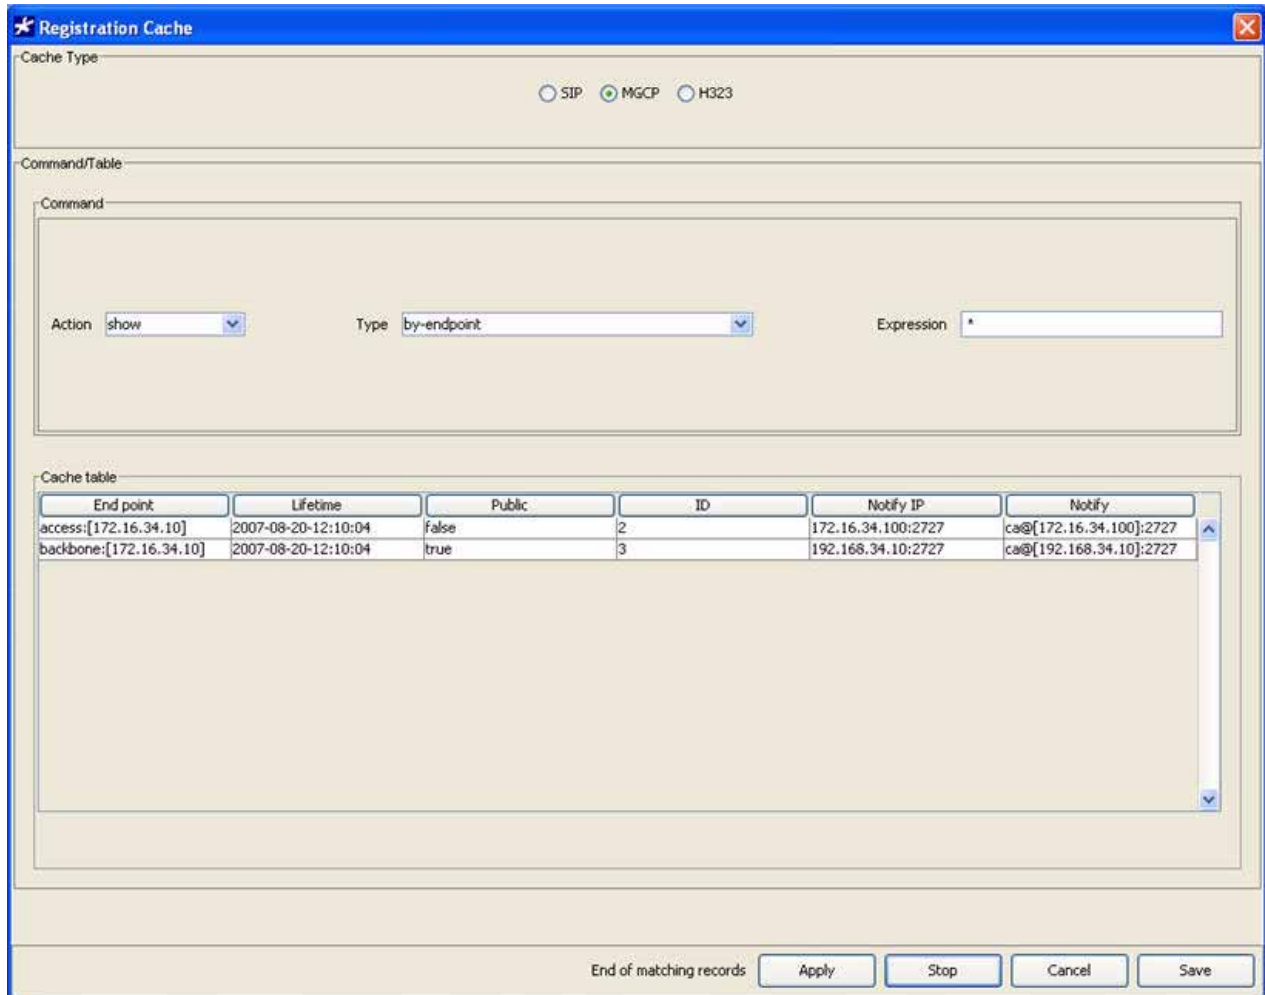 Registration Cache
Cache Type
SIP MGCP H323
Command/Table
Command
Action show Type by-endpoint Expression *
Cache table
End point Lifetime Public ID Notify IP Notify
access:[172.16.34.10] 2007-08-20-12:10:04 false 2 172.16.34.100:2727 ca@[172.16.34.100]:2727
backbone:[172.16.34.10] 2007-08-20-12:10:04 true 3 192.168.34.10:2727 ca@[192.168.34.10]:2727
End of matching records Apply Stop Cancel Save